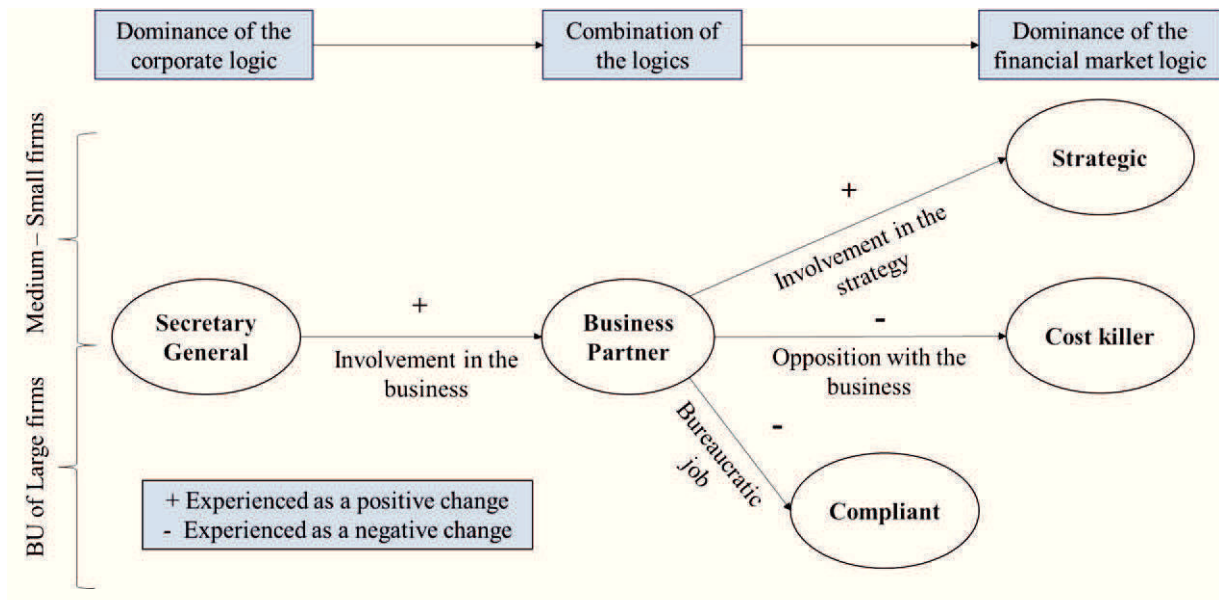 Dominance of the
corporate logic
Combination of
the logics
Dominance of the
financial market logic
Medium – Small firms
BU of Large firms
Strategic
+
Involvement in the
strategy
Secretary
General
+
Involvement in the
business
Business
Partner
-
Opposition with the
business
Cost killer
-
Bureaucratic
job
Compliant
+ Experienced as a positive change
- Experienced as a negative change